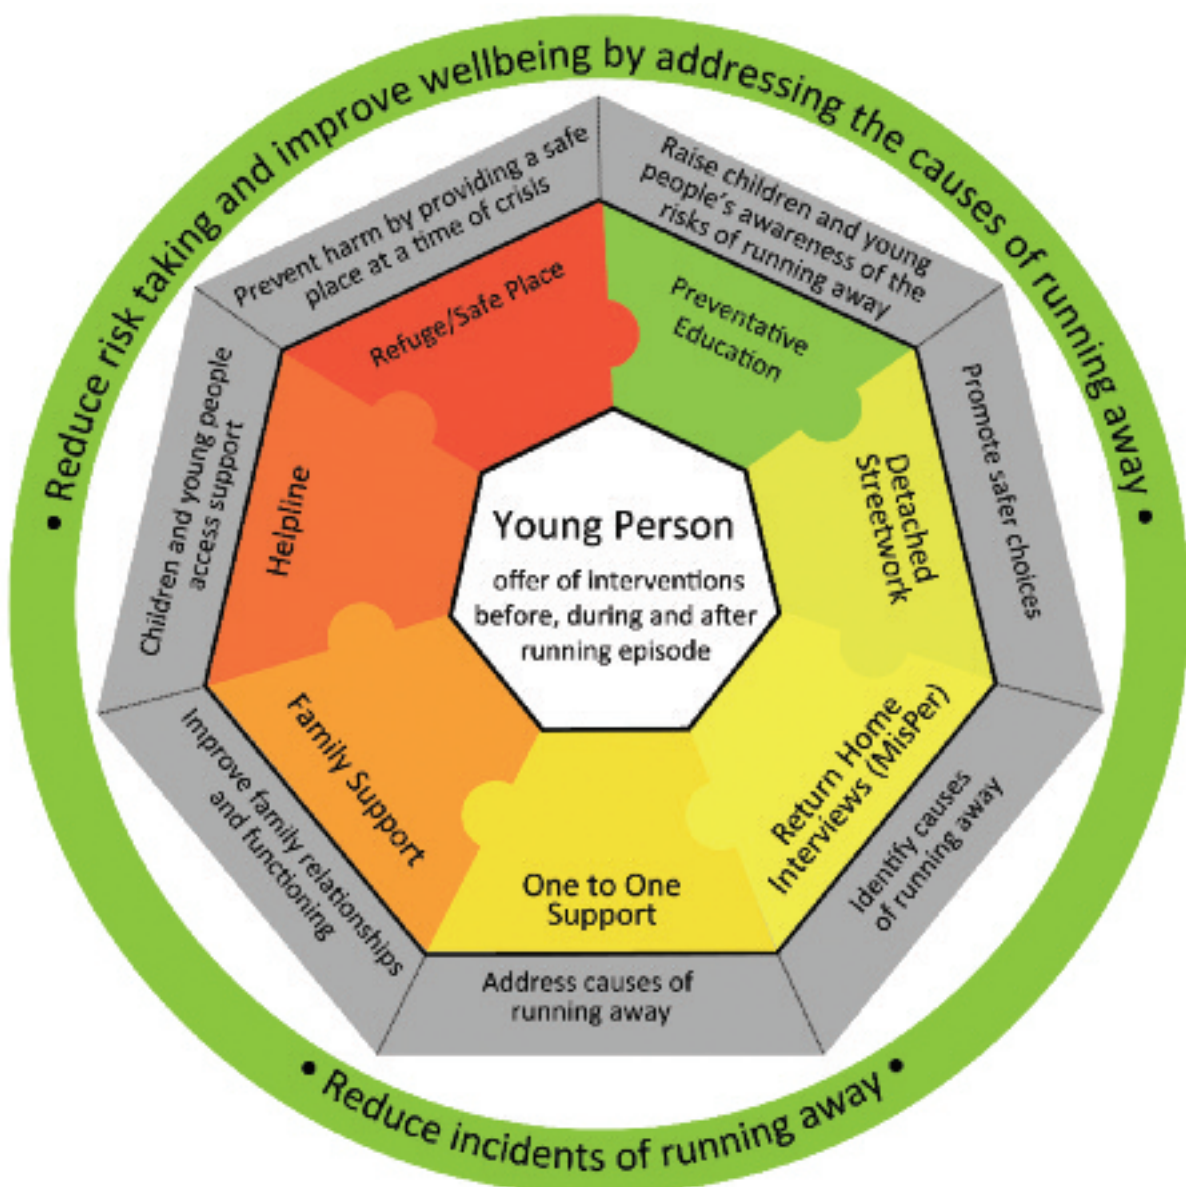 • Reduce risk taking and improve wellbeing by addressing the causes of running away •
Prevent harm by providing a safe
place at a time of crisis
Raise children and young
people's awareness of the
risks of running away
Refuge/Safe Place
Preventative
Education
Promote safer choices
Detached
Streetwork
Children and young people
access support
Helpline
Young Person
offer of interventions
before, during and after
running episode
Return Home
Interviews (MisPer)
Identify causes
of running away
Family Support
Improve family relationships
and functioning
One to One
Support
Address causes of
running away
• Reduce incidents of running away •